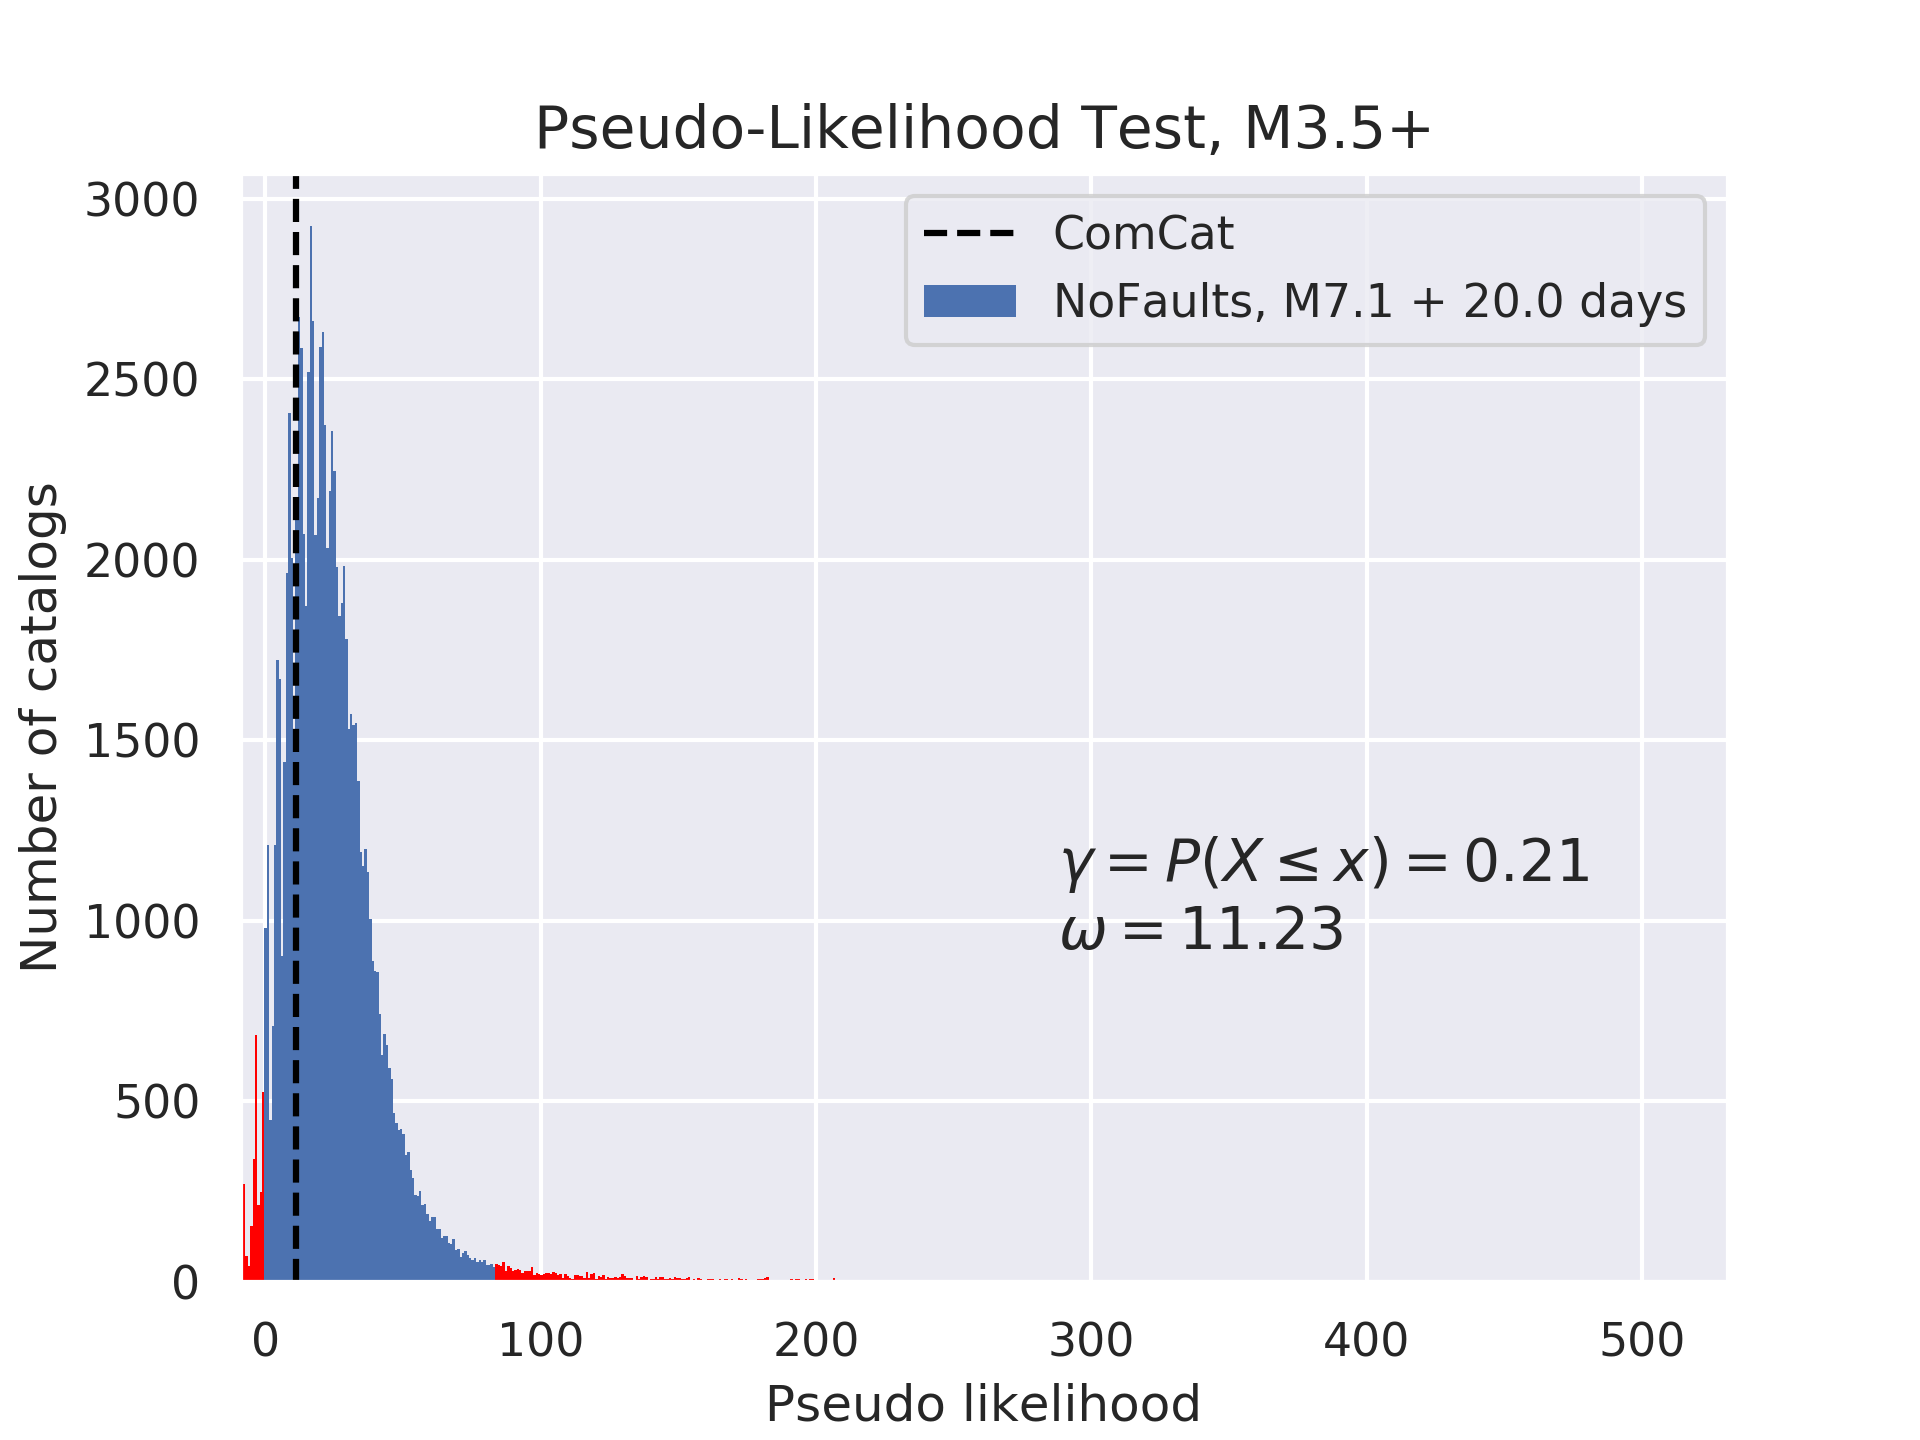 Pseudo-Likelihood Test, M3.5+
ComCat
NoFaults, M7.1 + 20.0 days
3000
2500
2000
1500
1000
500
0
Number of catalogs
γ = P(X ≤ x) = 0.21
ω = 11.23
0 100 200 300 400 500
Pseudo likelihood